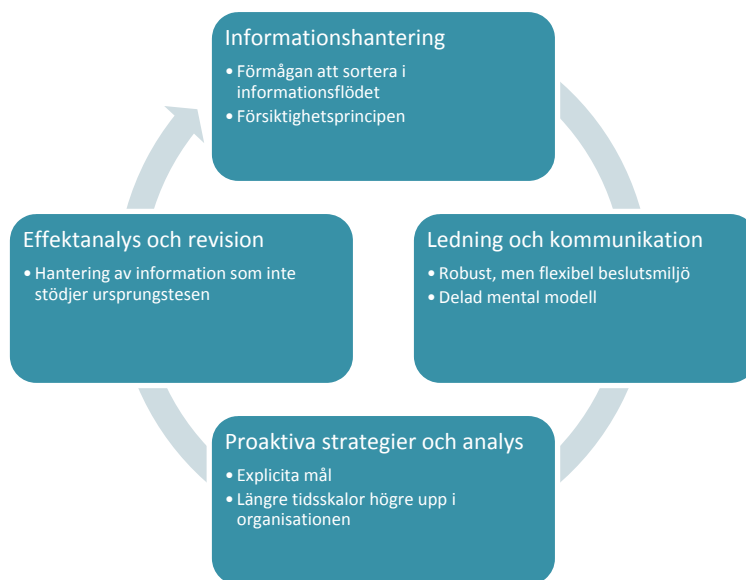 Informationshantering
• Förmågan att sortera i
informationsflödet
• Försiktighetsprincipen
Ledning och kommunikation
• Robust, men flexibel beslutsmiljö
• Delad mental modell
Proaktiva strategier och analys
• Explicita mål
• Längre tidsskalor högre upp i
organisationen
Effektanalys och revision
• Hantering av information som inte
stödjer ursprungstesen